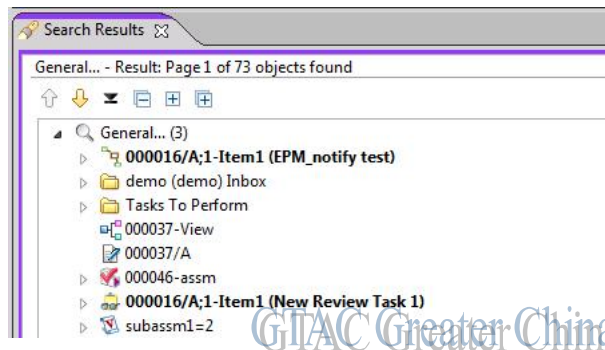 Search Results
General... - Result: Page 1 of 73 objects found
General... (3)
000016/A;1-Item1 (EPM_notify test)
demo (demo) Inbox
Tasks To Perform
000037-View
000037/A
000046-assm
000016/A;1-Item1 (New Review Task 1)
subassm1=2
GTAC Greater China